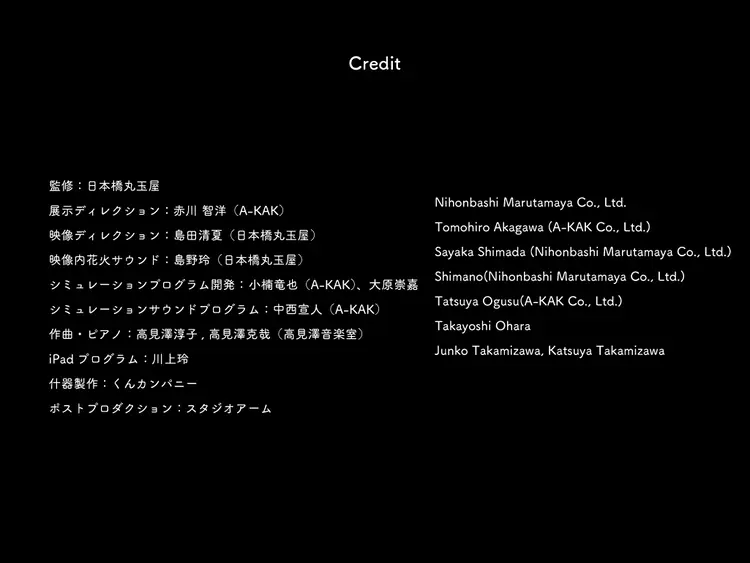 Credit
監修：日本橋丸玉屋
展示ディレクション：赤川 智洋（A-KAK）
映像ディレクション：島田清夏（日本橋丸玉屋）
映像内花火サウンド：島野玲（日本橋丸玉屋）
シミュレーションプログラム開発：小楠竜也（A-KAK）、大原崇嘉
シミュレーションサウンドプログラム：中西宣人（A-KAK）
作曲・ピアノ：高見澤淳子 , 高見澤克哉（高見澤音楽室）
iPad プログラム：川上玲
什器製作：くんカンパニー
ポストプロダクション：スタジオアーム
Nihonbashi Marutamaya Co., Ltd.
Tomohiro Akagawa (A-KAK Co., Ltd.)
Sayaka Shimada (Nihonbashi Marutamaya Co., Ltd.)
Shimano(Nihonbashi Marutamaya Co., Ltd.)
Tatsuya Ogusu(A-KAK Co., Ltd.)
Takayoshi Ohara
Junko Takamizawa, Katsuya Takamizawa